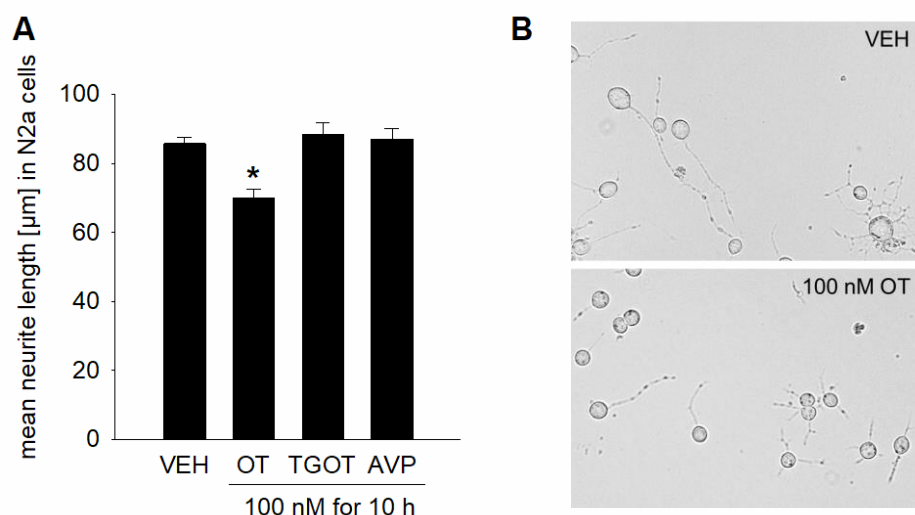 A
mean neurite length [µm] in N2a cells
100
80
60
40
20
0
*
VEH OT TGOT AVP
100 nM for 10 h
B
VEH
100 nM OT